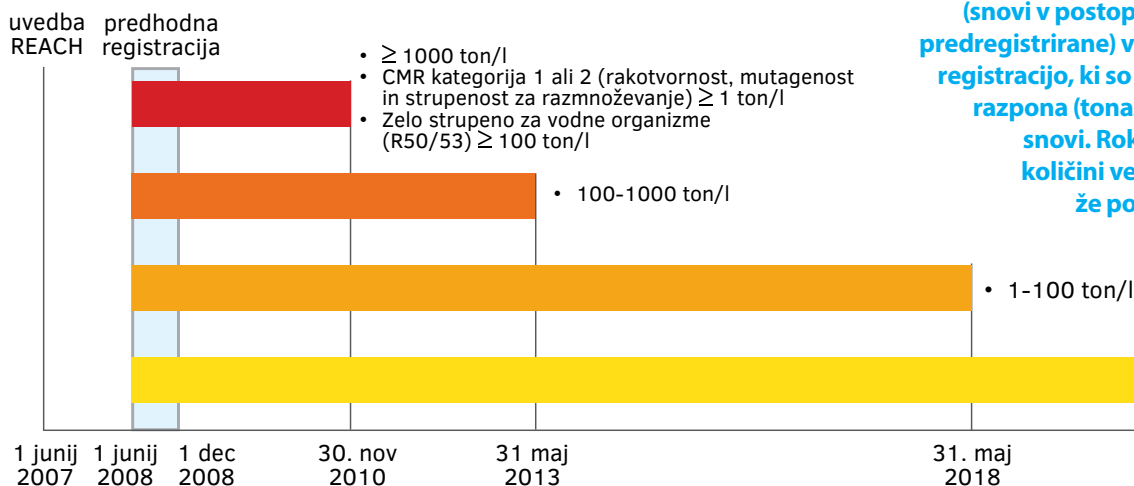 uvedba
REACH
predhodna
registracija
• ≥ 1000 ton/l
• CMR kategorija 1 ali 2 (rakotvornost, mutagenost
in strupenost za razmnoževanje) ≥ 1 ton/l
• Zelo strupeno za vodne organizme
(R50/53) ≥ 100 ton/l
(snovi v postop
predregistrirane) v
registracijo, ki so
razpona (tona
snovi. Rok
količini ve
že po
• 100-1000 ton/l
• 1-100 ton/l
1 junij
2007
1 junij
2008
1 dec
2008
30. nov
2010
31 maj
2013
31. maj
2018